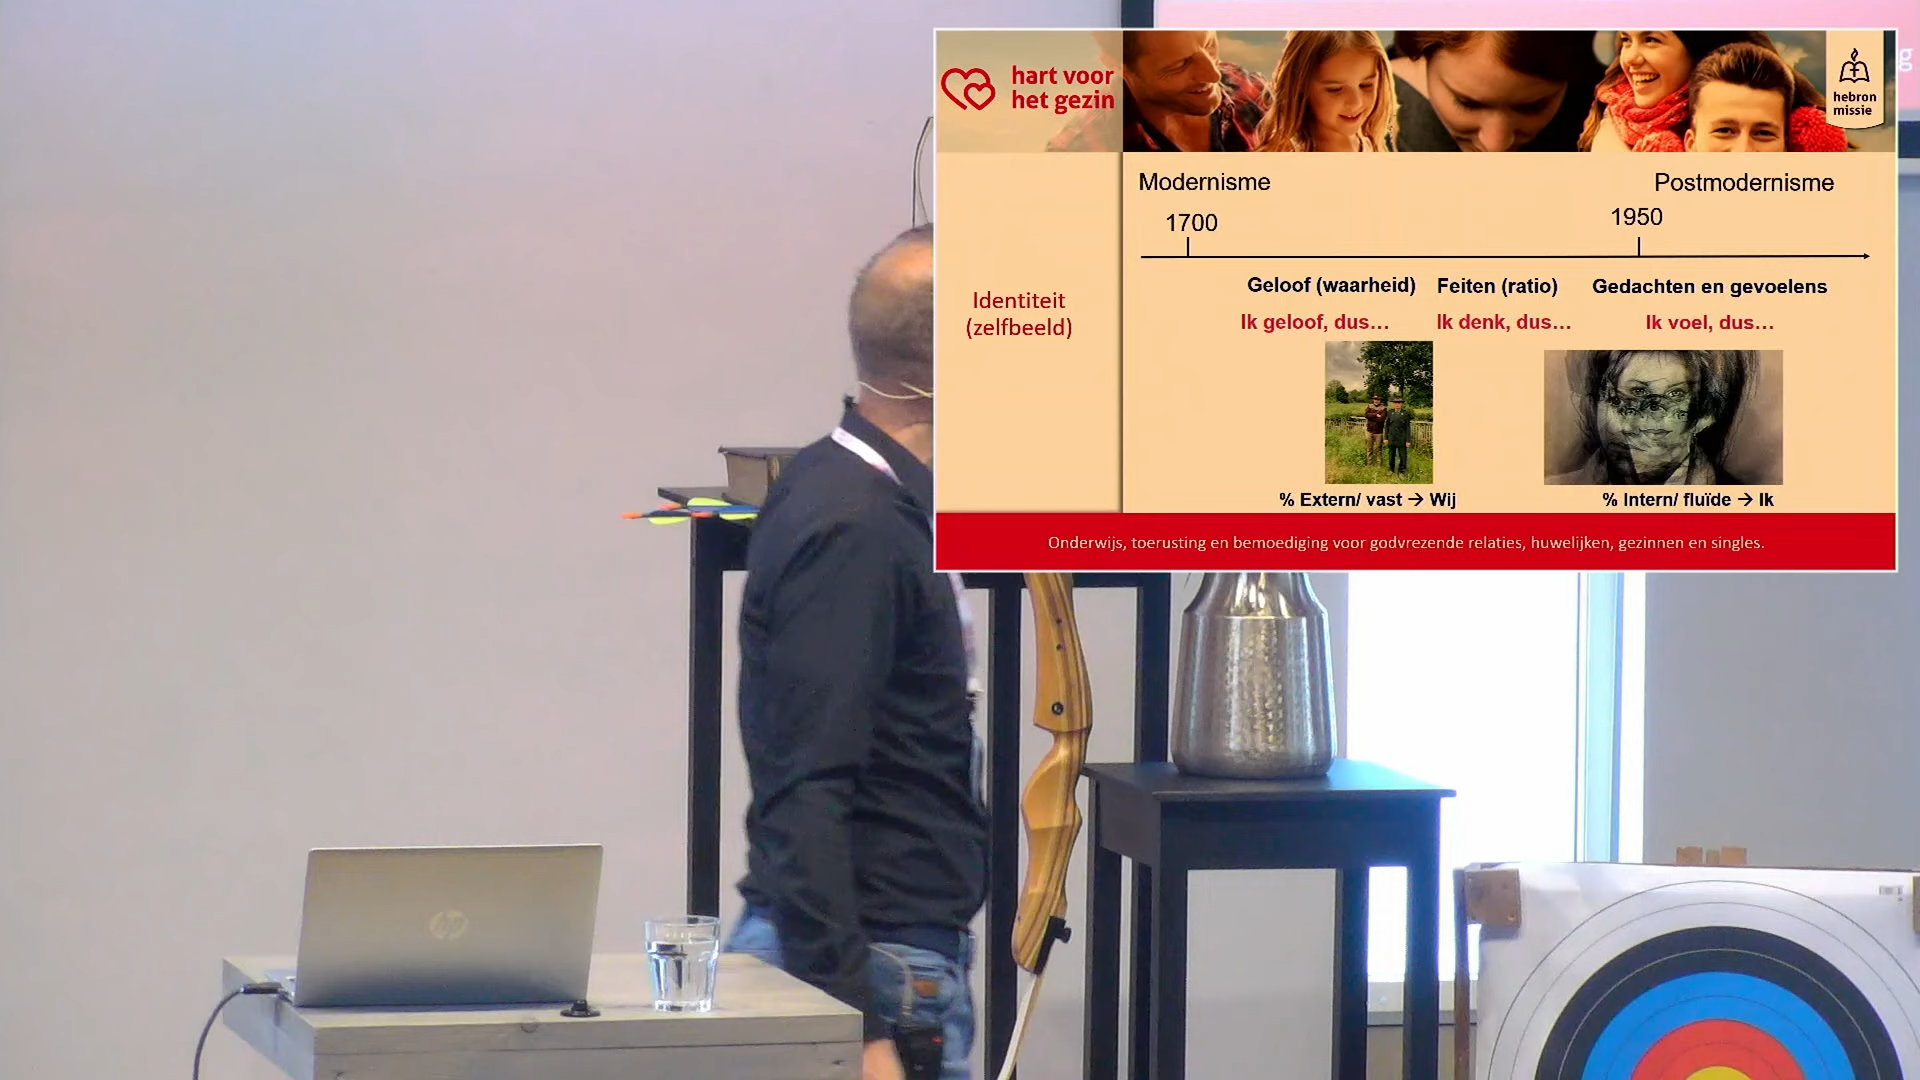 hart voor
het gezin
hebron
missie
g
Modernisme
Postmodernisme
1700
1950
Identiteit
(zelfbeeld)
Geloof (waarheid)
Feiten (ratio)
Gedachten en gevoelens
Ik geloof, dus…
Ik denk, dus…
Ik voel, dus…
% Extern/ vast → Wij
% Intern/ fluïde → Ik
Onderwijs, toerusting en bemoediging voor godvrezende relaties, huwelijken, gezinnen en singles.
hp